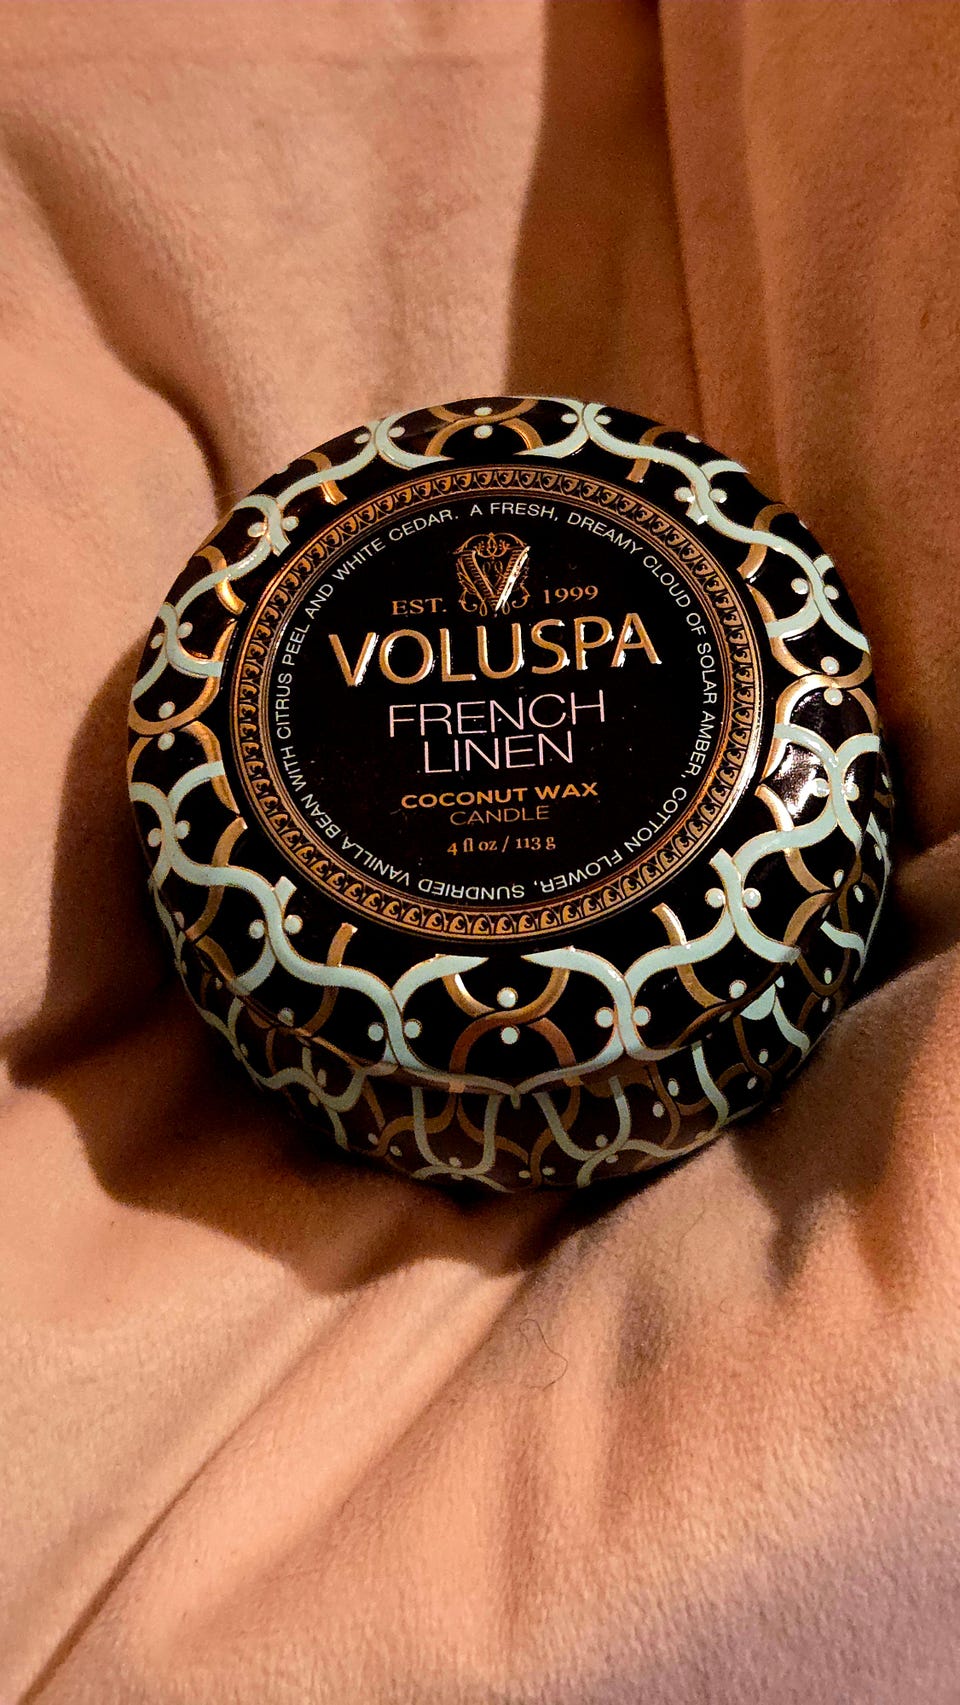 A FRESH, DREAMY CLOUD OF SOLAR AMBER, COTTON FLOWER, SUNDRIED VANILLA BEAN WITH CITRUS PEEL AND WHITE CEDAR.
V
EST. 1999
VOLUSPA
FRENCH
LINEN
COCONUT WAX
CANDLE
4 fl oz / 113 g